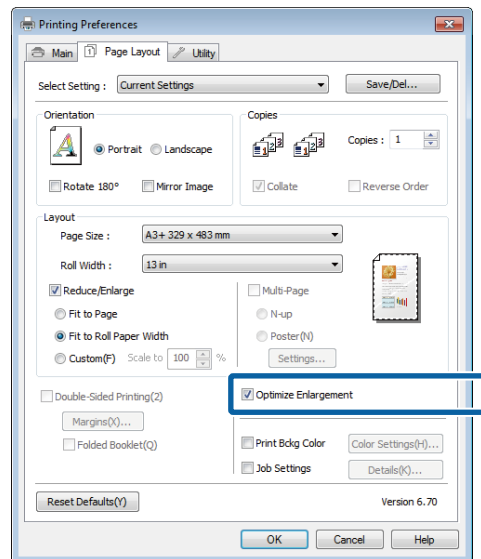 Printing Preferences
Main Page Layout Utility
Select Setting : Current Settings Save/Del...
Orientation
Portrait Landscape
Rotate 180° Mirror Image
Copies
Copies : 1
Collate Reverse Order
Layout
Page Size : A3+ 329 x 483 mm
Roll Width : 13 in
Reduce/Enlarge
Fit to Page
Fit to Roll Paper Width
Custom(F) Scale to 100 %
Multi-Page
N-up
Poster(N)
Settings...
Double-Sided Printing(2)
Margins(X)...
Folded Booklet(Q)
Optimize Enlargement
Print Bckg Color Color Settings(H)...
Job Settings Details(K)...
Reset Defaults(Y) Version 6.70
OK Cancel Help